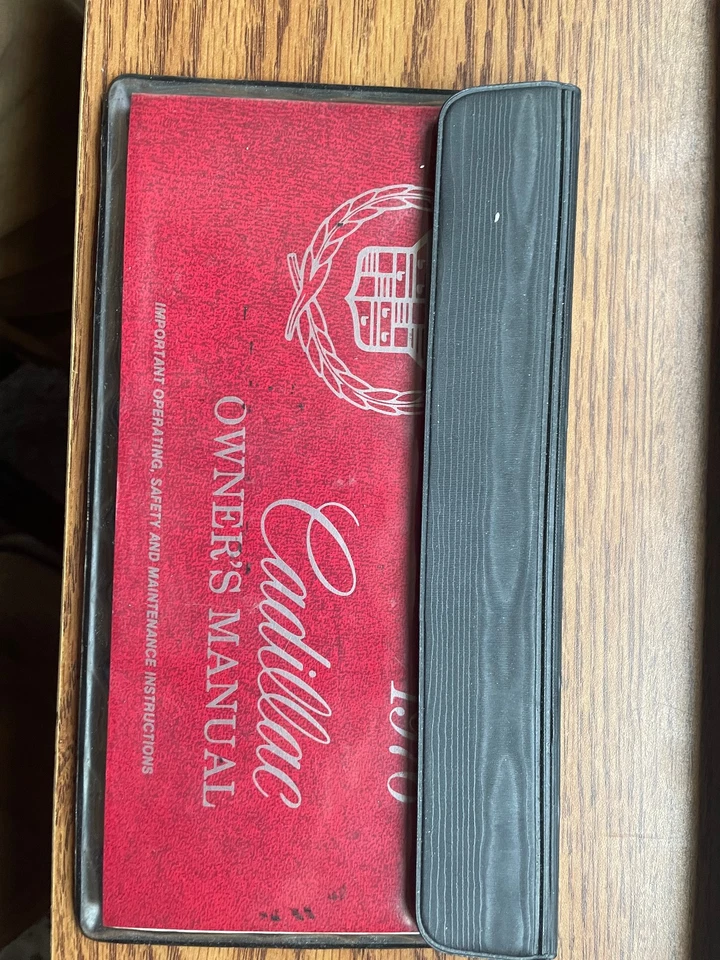 Cadillac
OWNER'S MANUAL
IMPORTANT OPERATING, SAFETY AND MAINTENANCE INSTRUCTIONS